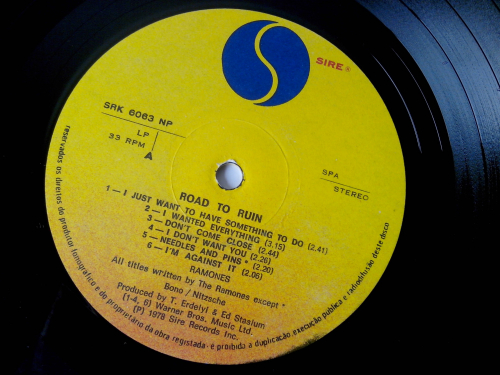 SIRE ®
SRK 6063 NP
LP
33 RPM
A
SPA
STEREO
ROAD TO RUIN
1 — I JUST WANT TO HAVE SOMETHING TO DO (2.41)
2 — I WANTED EVERYTHING (3.15)
3 — DON'T COME CLOSE (2.44)
4 — I DON'T WANT YOU (2.26)
5 — NEEDLES AND PINS * (2.20)
6 — I'M AGAINST IT (2.06)
RAMONES
All titles written by The Ramones except *
Bono / Nitzsche
Produced by T. Erdelyi & Ed Stasium
(1-4, 6) Warner Bros. Music Ltd.
(P) 1978 Sire Records Inc.
reservados os direitos do produtor fonográfico e do proprietário da obra registada - é proibida a duplicação, execução pública e radiodifusão deste disco